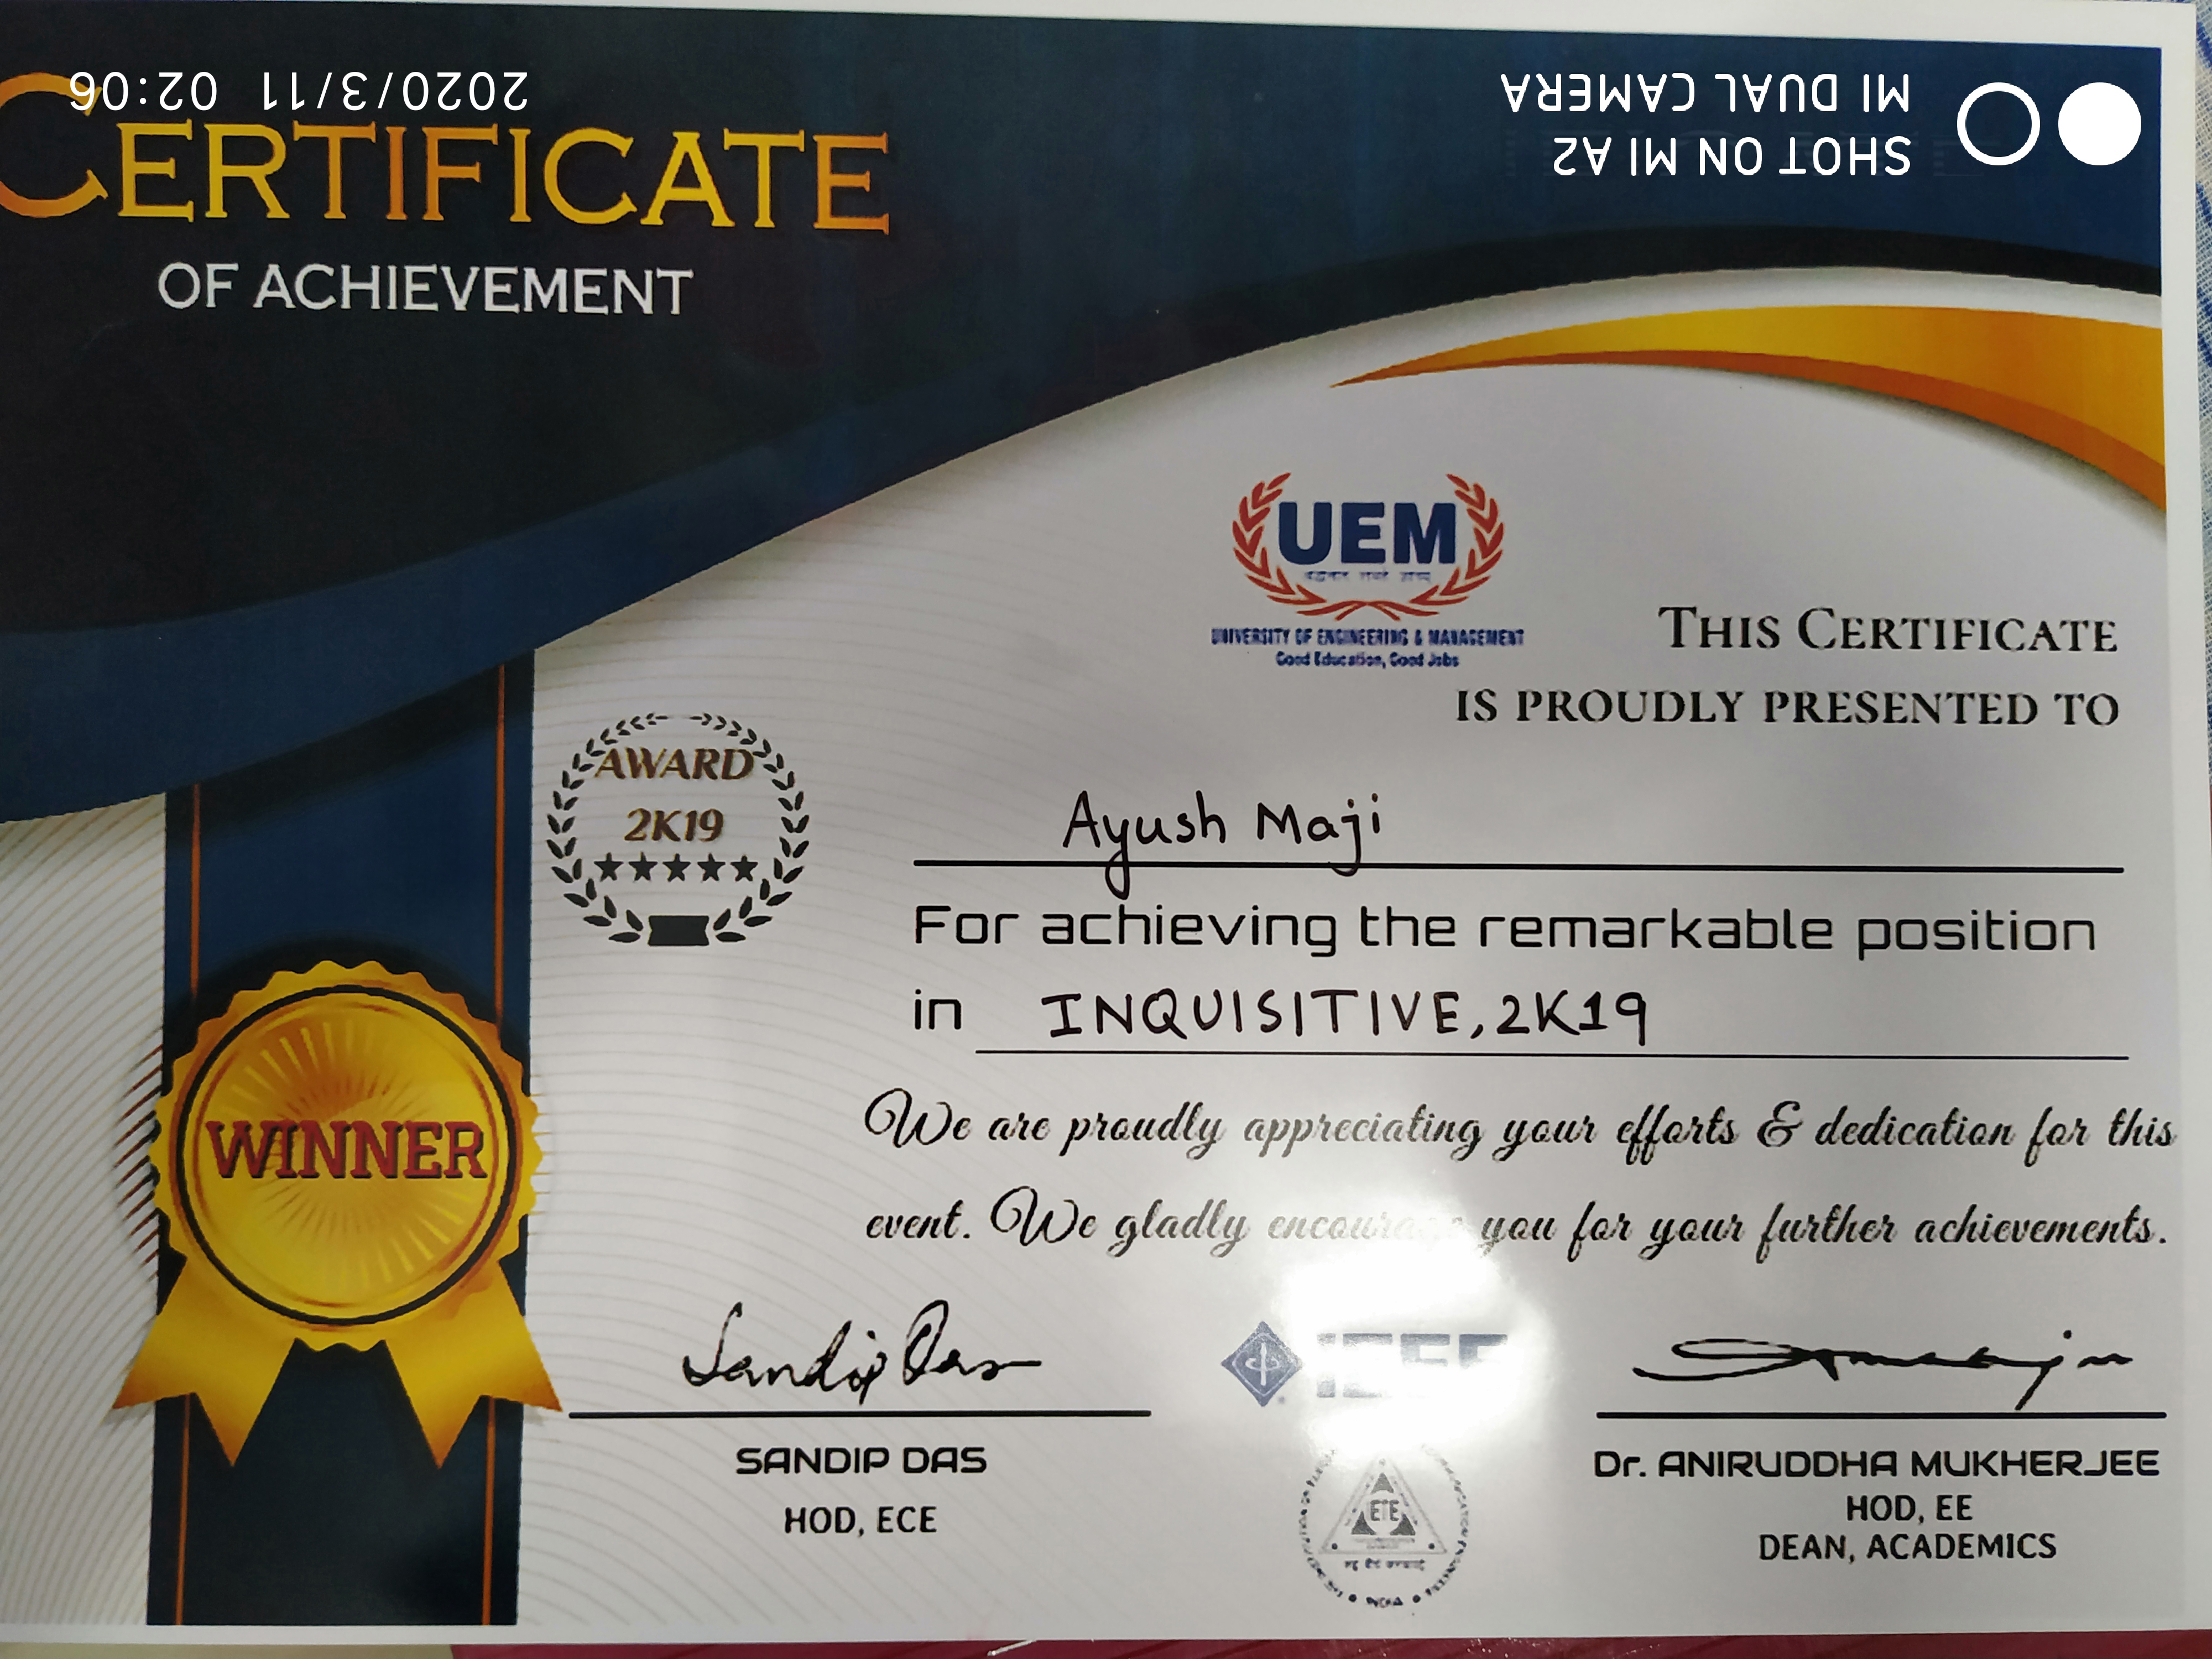 CERTIFICATE
OF ACHIEVEMENT
UEM
UNIVERSITY OF ENGINEERING & MANAGEMENT
Good Education, Good Jobs
THIS CERTIFICATE
IS PROUDLY PRESENTED TO
AWARD
2K19
Ayush Maji
For achieving the remarkable position
in INQUISITIVE, 2K19
WINNER
We are proudly appreciating your efforts & dedication for this
event. We gladly encourage you for your further achievements.
Sandip Das
IEEE
SANDIP DAS
HOD, ECE
ETE
INDIA
Dr. ANIRUDDHA MUKHERJEE
HOD, EE
DEAN, ACADEMICS
SHOT ON MI A2
MI DUAL CAMERA
2020/3/11 02:06